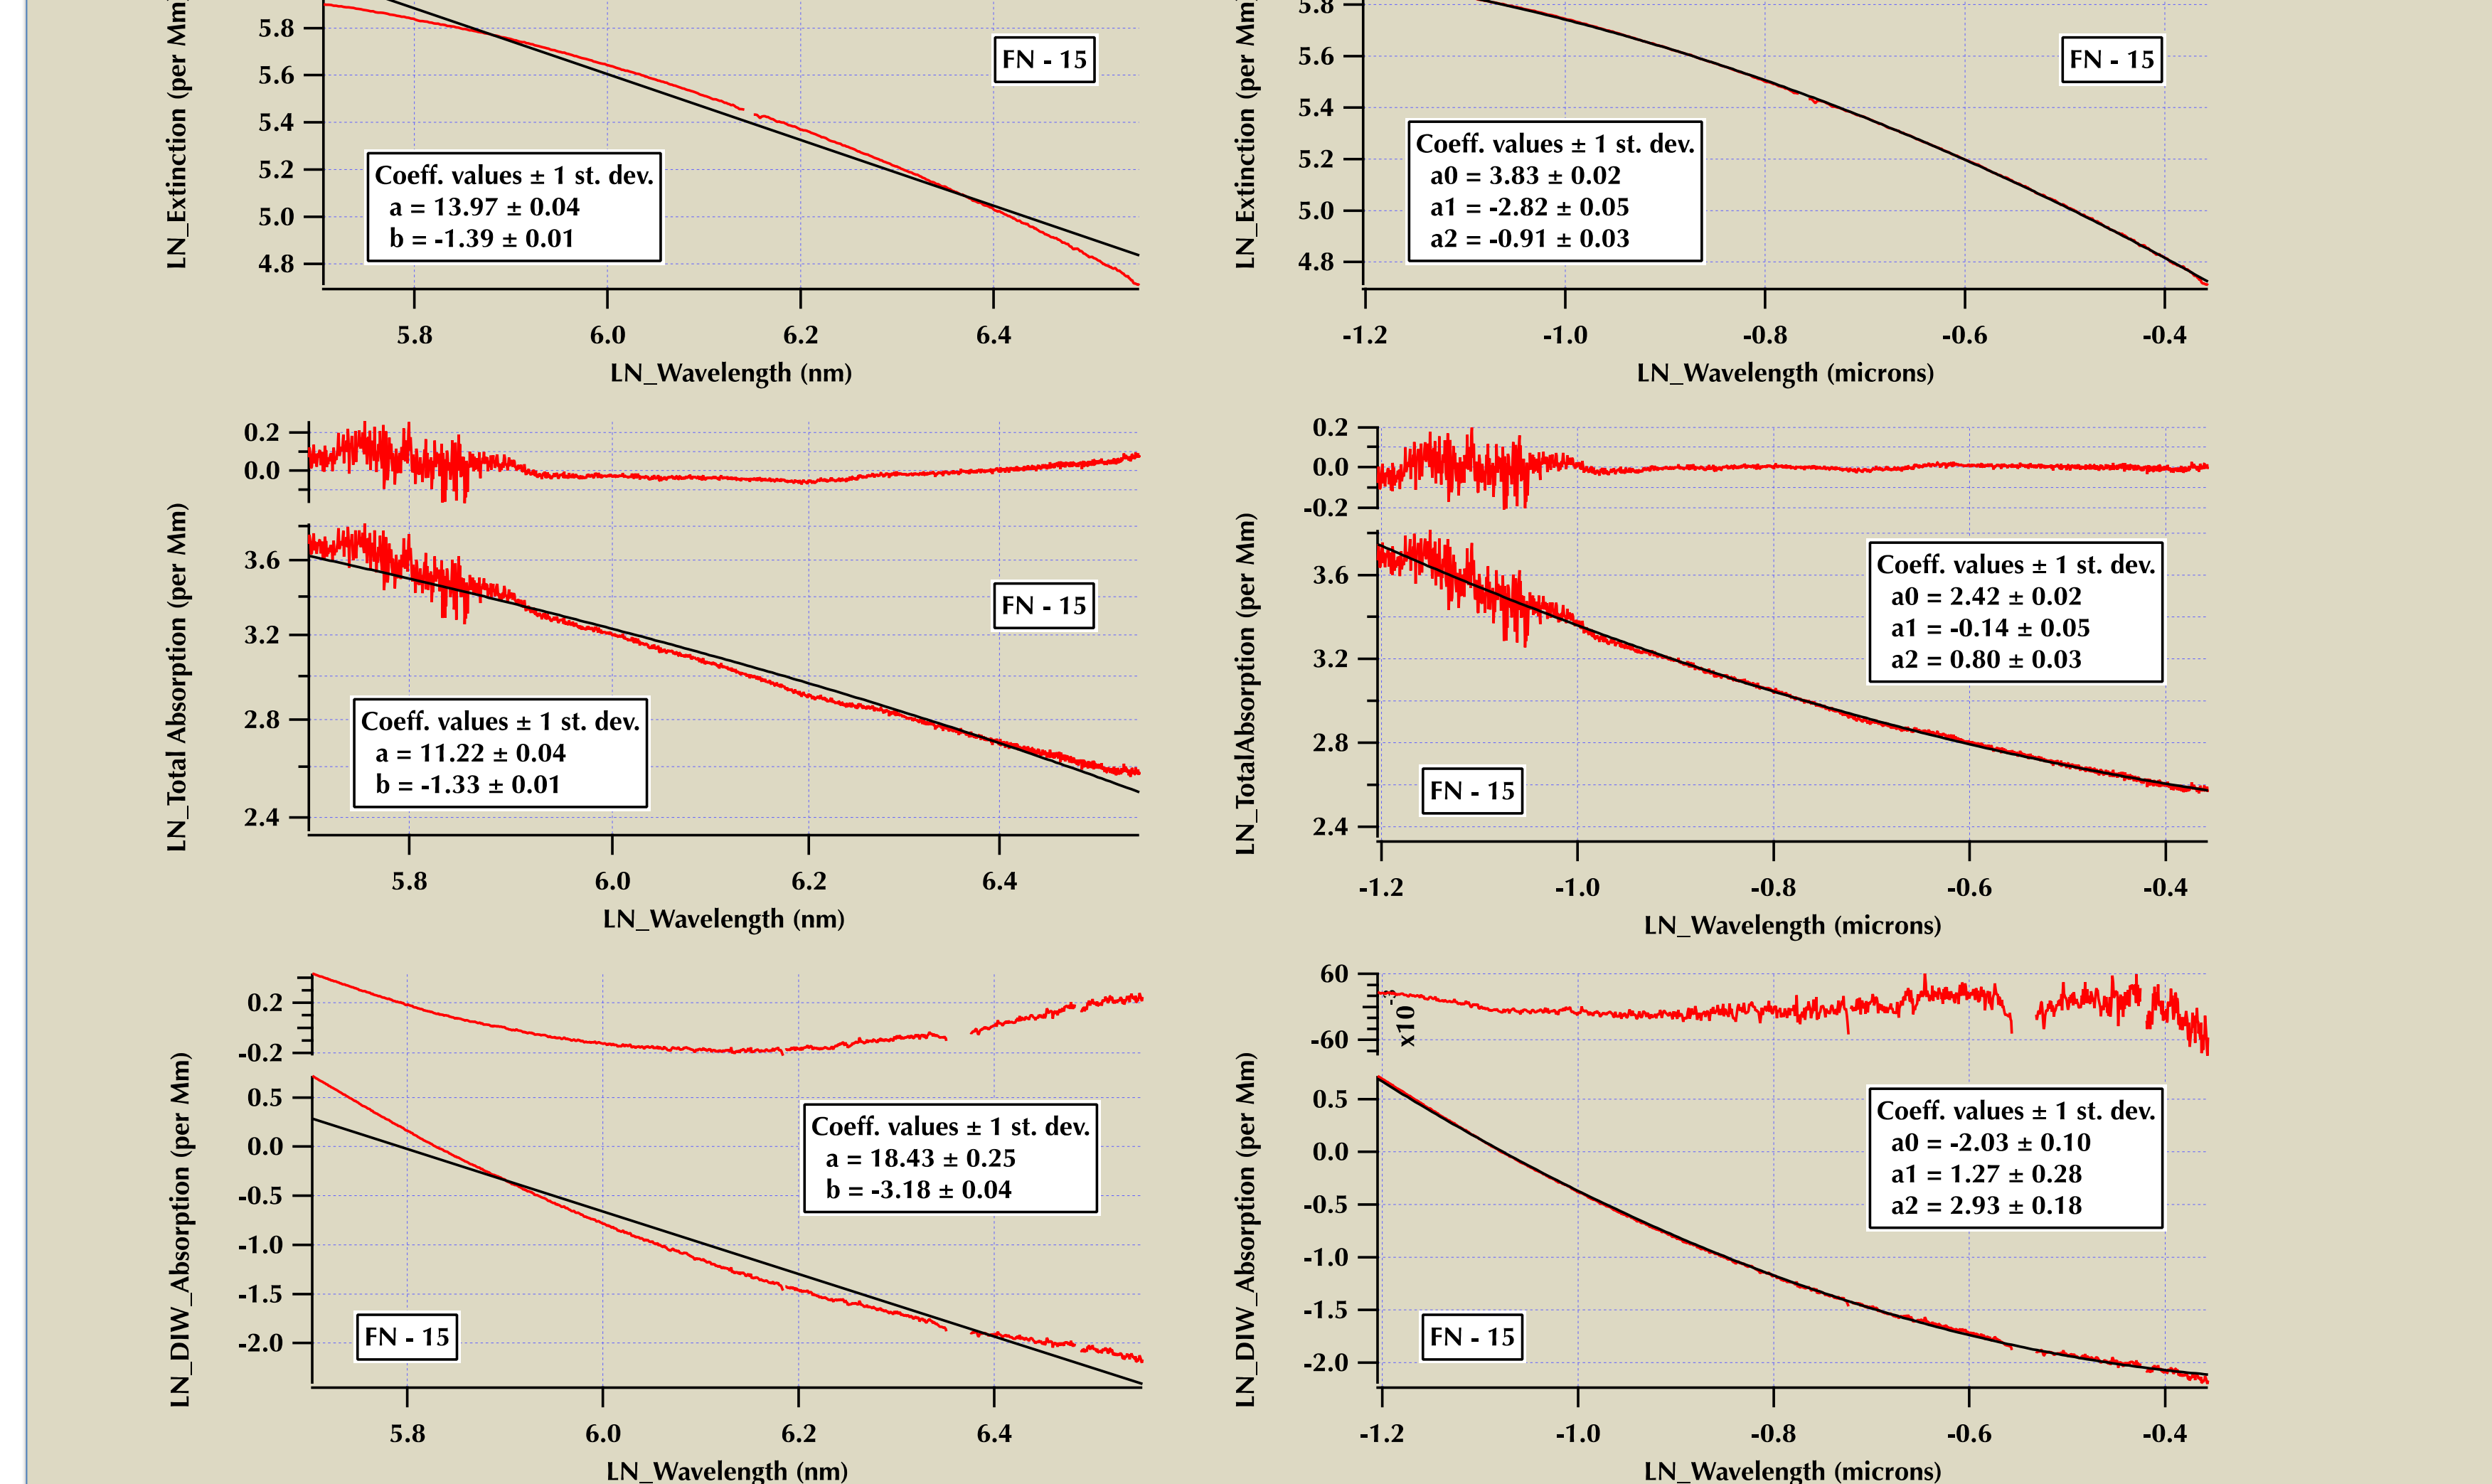 LN_Extinction (per Mm)
5.8
5.6
5.4
5.2
5.0
4.8
FN - 15
Coeff. values ± 1 st. dev.
a = 13.97 ± 0.04
b = -1.39 ± 0.01
5.8 6.0 6.2 6.4
LN_Wavelength (nm)
LN_Extinction (per Mm)
5.8
5.6
5.4
5.2
5.0
4.8
FN - 15
Coeff. values ± 1 st. dev.
a0 = 3.83 ± 0.02
a1 = -2.82 ± 0.05
a2 = -0.91 ± 0.03
-1.2 -1.0 -0.8 -0.6 -0.4
LN_Wavelength (microns)
0.2
0.0
LN_Total Absorption (per Mm)
3.6
3.2
2.8
2.4
FN - 15
Coeff. values ± 1 st. dev.
a = 11.22 ± 0.04
b = -1.33 ± 0.01
5.8 6.0 6.2 6.4
LN_Wavelength (nm)
0.2
0.0
-0.2
LN_TotalAbsorption (per Mm)
3.6
3.2
2.8
2.4
Coeff. values ± 1 st. dev.
a0 = 2.42 ± 0.02
a1 = -0.14 ± 0.05
a2 = 0.80 ± 0.03
FN - 15
-1.2 -1.0 -0.8 -0.6 -0.4
LN_Wavelength (microns)
0.2
-0.2
LN_DIW_Absorption (per Mm)
0.5
0.0
-0.5
-1.0
-1.5
-2.0
Coeff. values ± 1 st. dev.
a = 18.43 ± 0.25
b = -3.18 ± 0.04
FN - 15
5.8 6.0 6.2 6.4
LN_Wavelength (nm)
60
-60
x10-3
LN_DIW_Absorption (per Mm)
0.5
0.0
-0.5
-1.0
-1.5
-2.0
Coeff. values ± 1 st. dev.
a0 = -2.03 ± 0.10
a1 = 1.27 ± 0.28
a2 = 2.93 ± 0.18
FN - 15
-1.2 -1.0 -0.8 -0.6 -0.4
LN_Wavelength (microns)